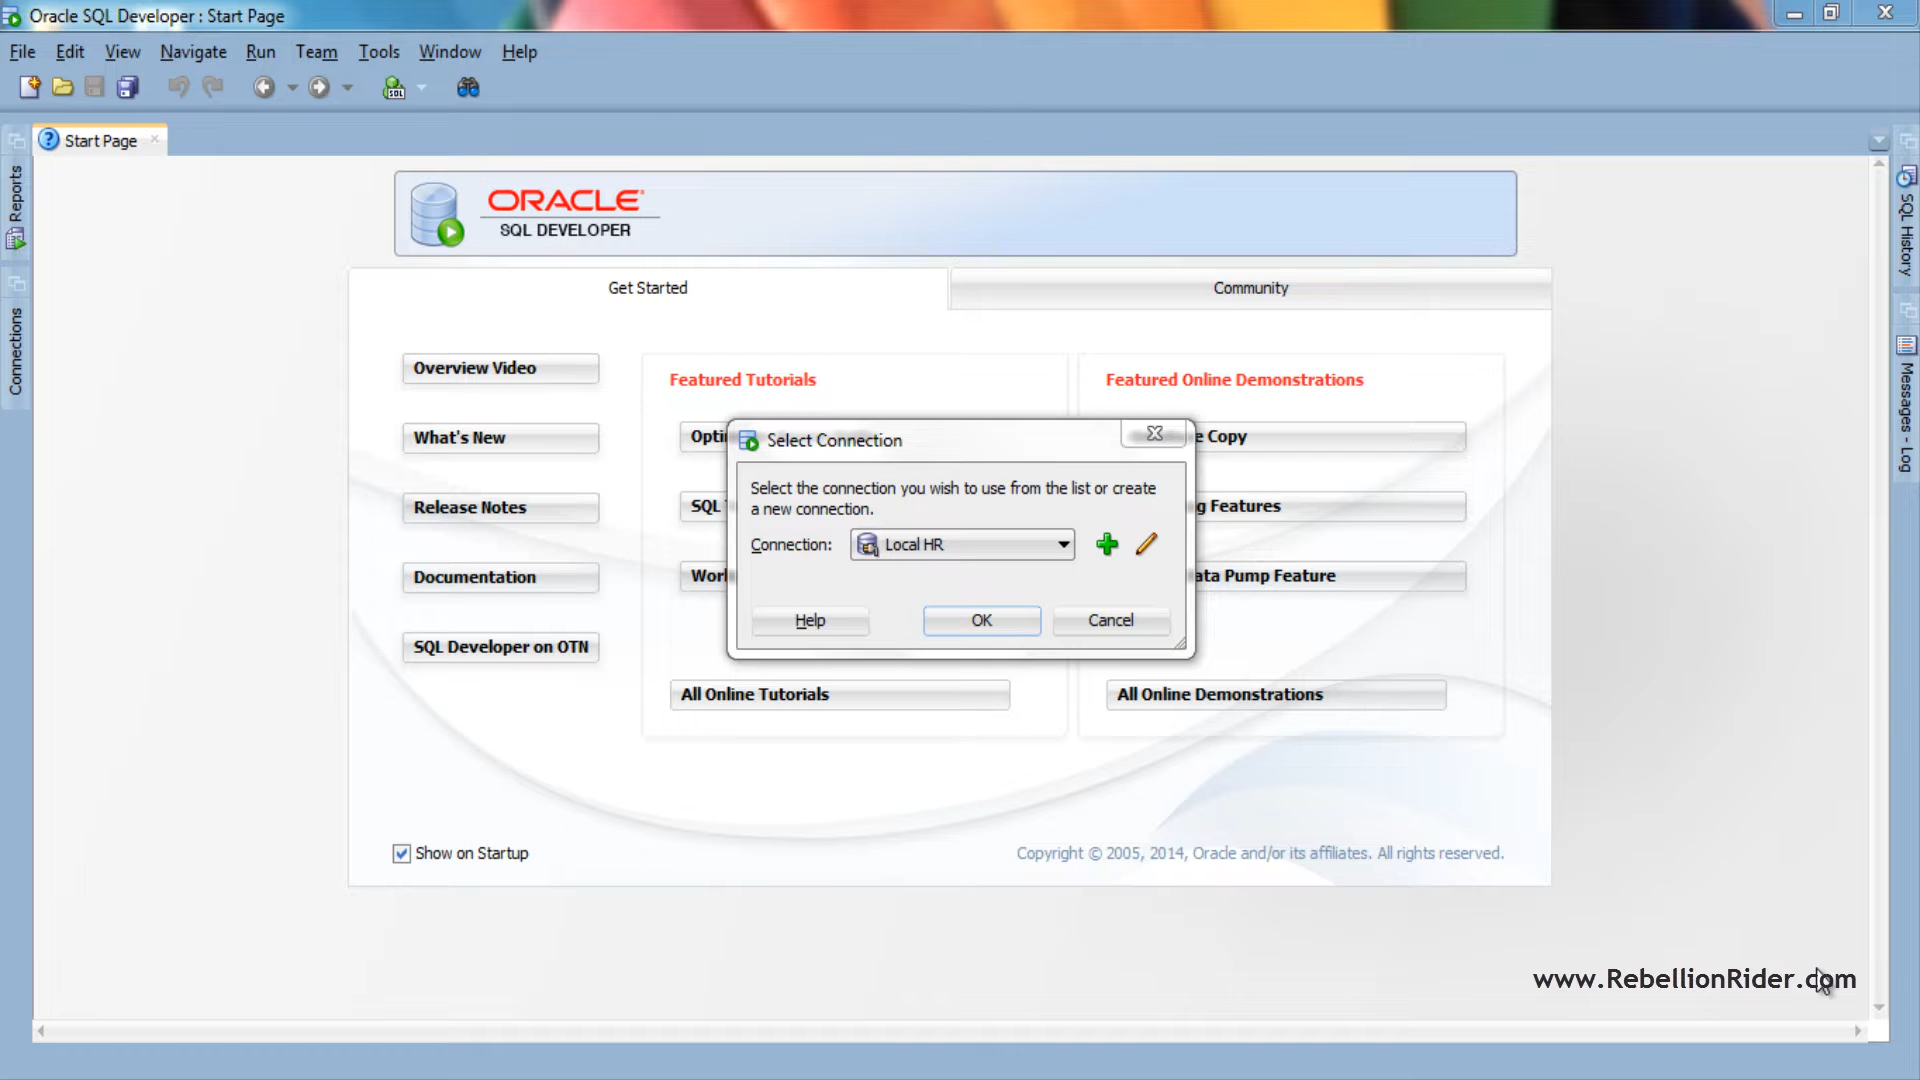 Oracle SQL Developer : Start Page
File Edit View Navigate Run Team Tools Window Help
SQL
Start Page
Reports
Connections
SQL History
Messages - Log
ORACLE
SQL DEVELOPER
Get Started
Community
Overview Video
What's New
Release Notes
Documentation
SQL Developer on OTN
Featured Tutorials
Opti
SQL
Worl
All Online Tutorials
Featured Online Demonstrations
e Copy
g Features
ata Pump Feature
All Online Demonstrations
Select Connection
Select the connection you wish to use from the list or create
a new connection.
Connection: Local HR
Help OK Cancel
Show on Startup
Copyright © 2005, 2014, Oracle and/or its affiliates. All rights reserved.
www.RebellionRider.com